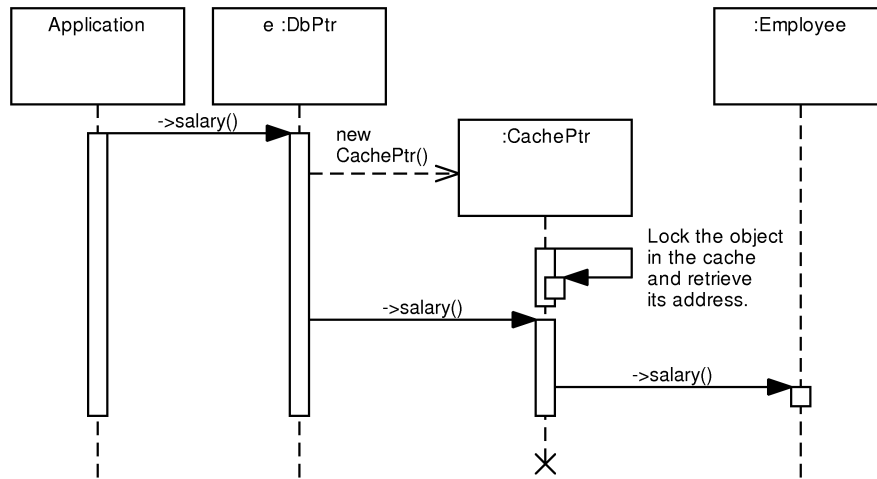 Application
e :DbPtr
:Employee
->salary()
new
CachePtr()
:CachePtr
Lock the object
in the cache
and retrieve
its address.
->salary()
->salary()